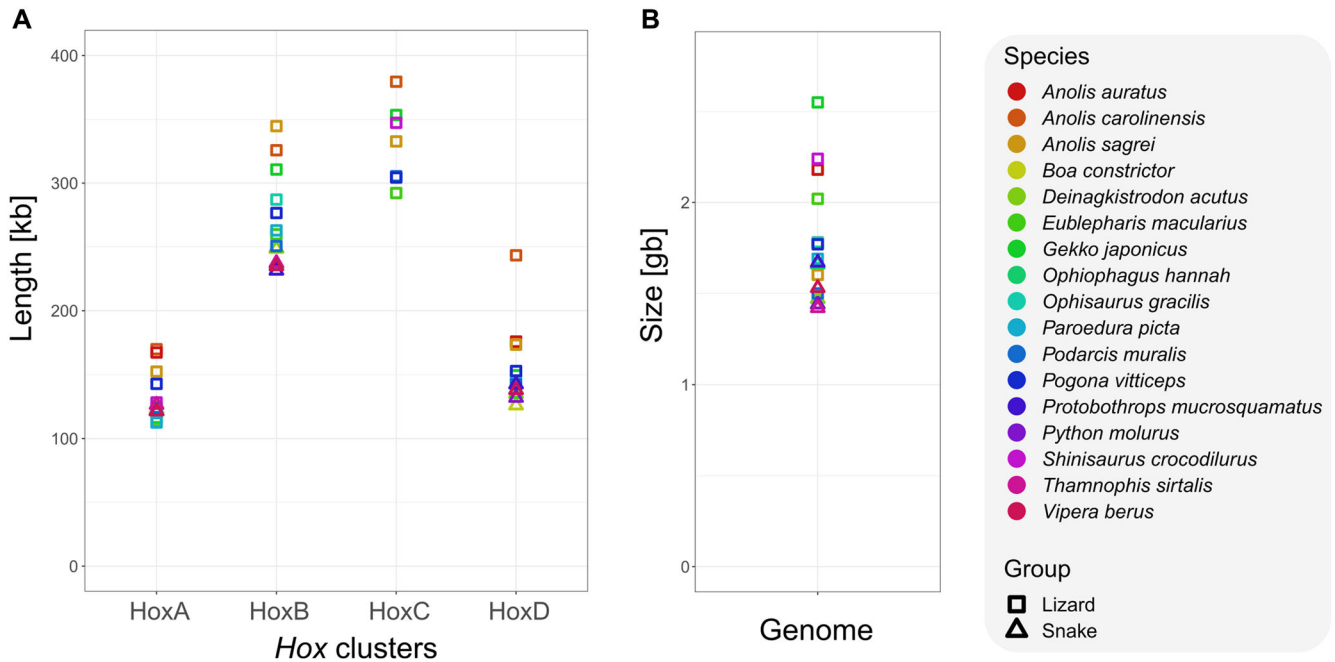 A
Length [kb]
400
300
200
100
0
HoxA HoxB HoxC HoxD
Hox clusters
B
Size [gb]
2
1
0
Genome
Species
Anolis auratus
Anolis carolinensis
Anolis sagrei
Boa constrictor
Deinagkistrodon acutus
Eublepharis macularius
Gekko japonicus
Ophiophagus hannah
Ophisaurus gracilis
Paroedura picta
Podarcis muralis
Pogona vitticeps
Protobothrops mucrosquamatus
Python molurus
Shinisaurus crocodilurus
Thamnophis sirtalis
Vipera berus
Group
Lizard
Snake